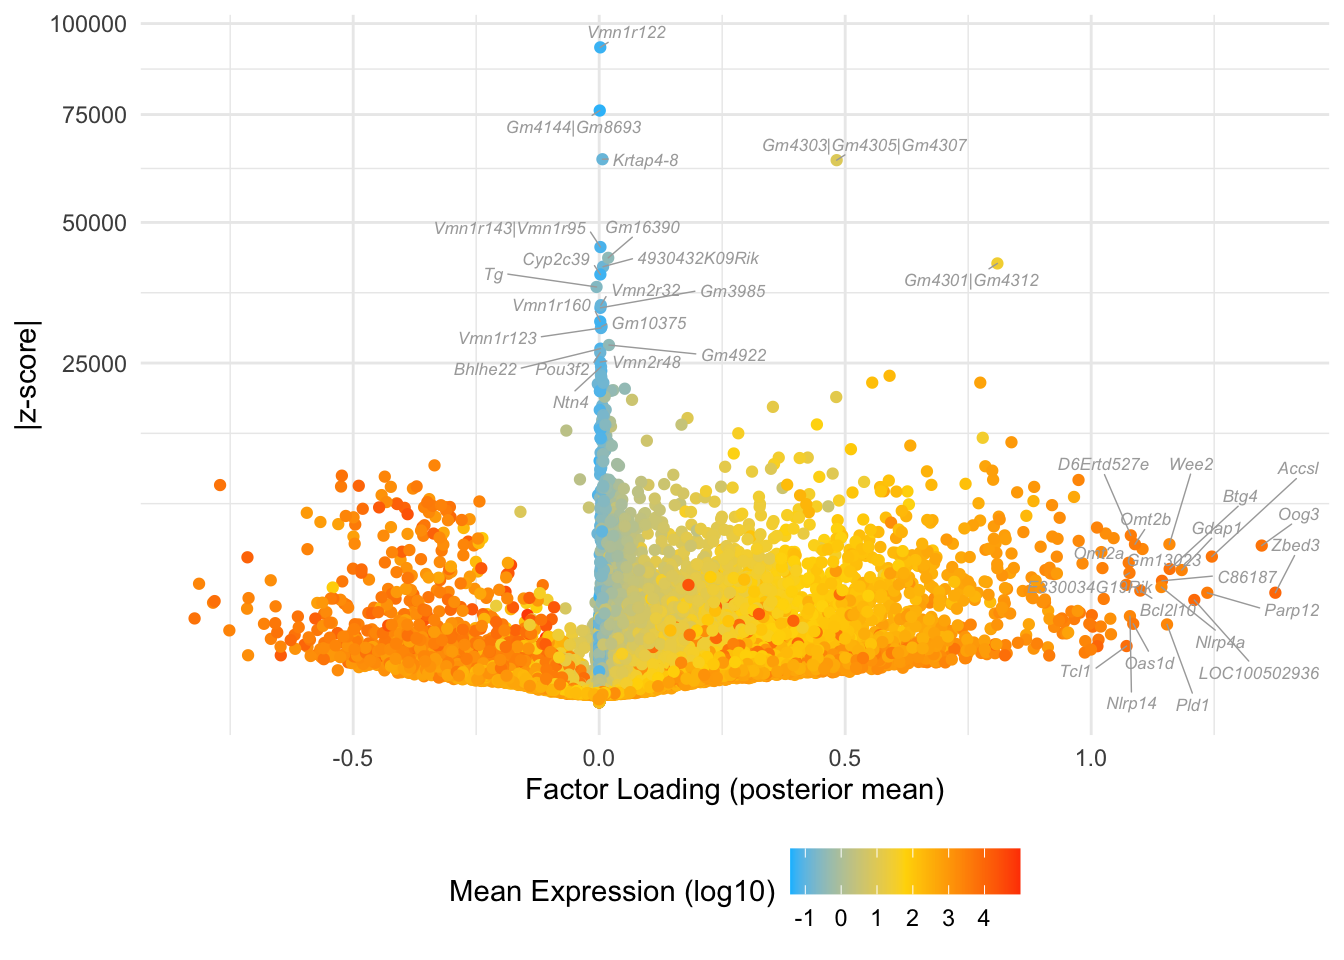 100000
75000
50000
25000
|z-score|
Vmn1r122
Gm4144|Gm8693
Gm4303|Gm4305|Gm4307
Krtap4-8
Vmn1r143|Vmn1r95
Gm16390
Cyp2c39
4930432K09Rik
Tg
Gm4301|Gm4312
Vmn2r32
Gm3985
Vmn1r160
Gm10375
Vmn1r123
Gm4922
Bhlhe22
Pou3f2
Vmn2r48
Ntn4
D6Ertd527e
Wee2
Accsl
Btg4
Oog3
Omt2b
Gdap1
Zbed3
Omt2a
Gm13023
C86187
E330034G19Rik
Bcl2l10
Parp12
Nlrp4a
Tcl1
Oas1d
LOC100502936
Nlrp14
Pld1
-0.5
0.0
0.5
1.0
Factor Loading (posterior mean)
Mean Expression (log10)
-1 0 1 2 3 4